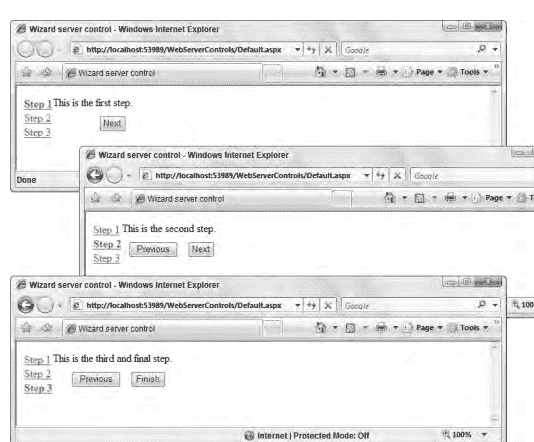 Wizard server control - Windows Internet Explorer
http://localhost:53989/WebServerControls/Default.aspx Google
Wizard server control Page Tools
Step 1 This is the first step.
Step 2 Next
Step 3
Done
Wizard server control - Windows Internet Explorer
http://localhost:53989/WebServerControls/Default.aspx Google
Wizard server control Page T
Step 1 This is the second step.
Step 2 Previous Next
Step 3
Wizard server control - Windows Internet Explorer
http://localhost:53989/WebServerControls/Default.aspx Google 100
Wizard server control Page Tools
Step 1 This is the third and final step.
Step 2 Previous Finish
Step 3
Internet | Protected Mode: Off 100%